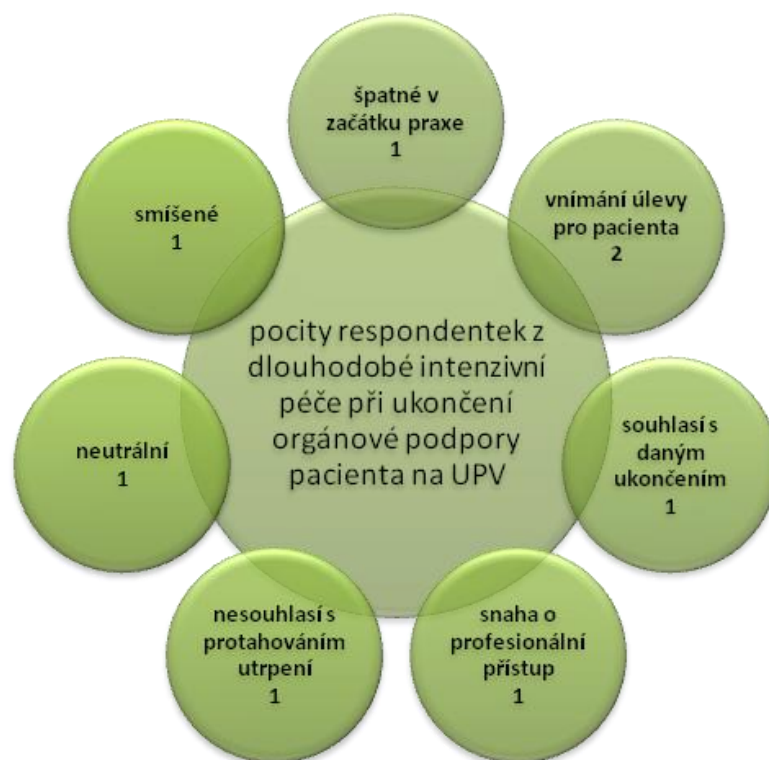 špatné v
začátku praxe
1
vnímání úlevy
pro pacienta
2
souhlasí s
daným
ukončením
1
snaha o
profesionální
přístup
1
nesouhlasí s
protahováním
utrpení
1
neutrální
1
smíšené
1
pocity respondentek z
dlouhodobé intenzivní
péče při ukončení
orgánové podpory
pacienta na UPV